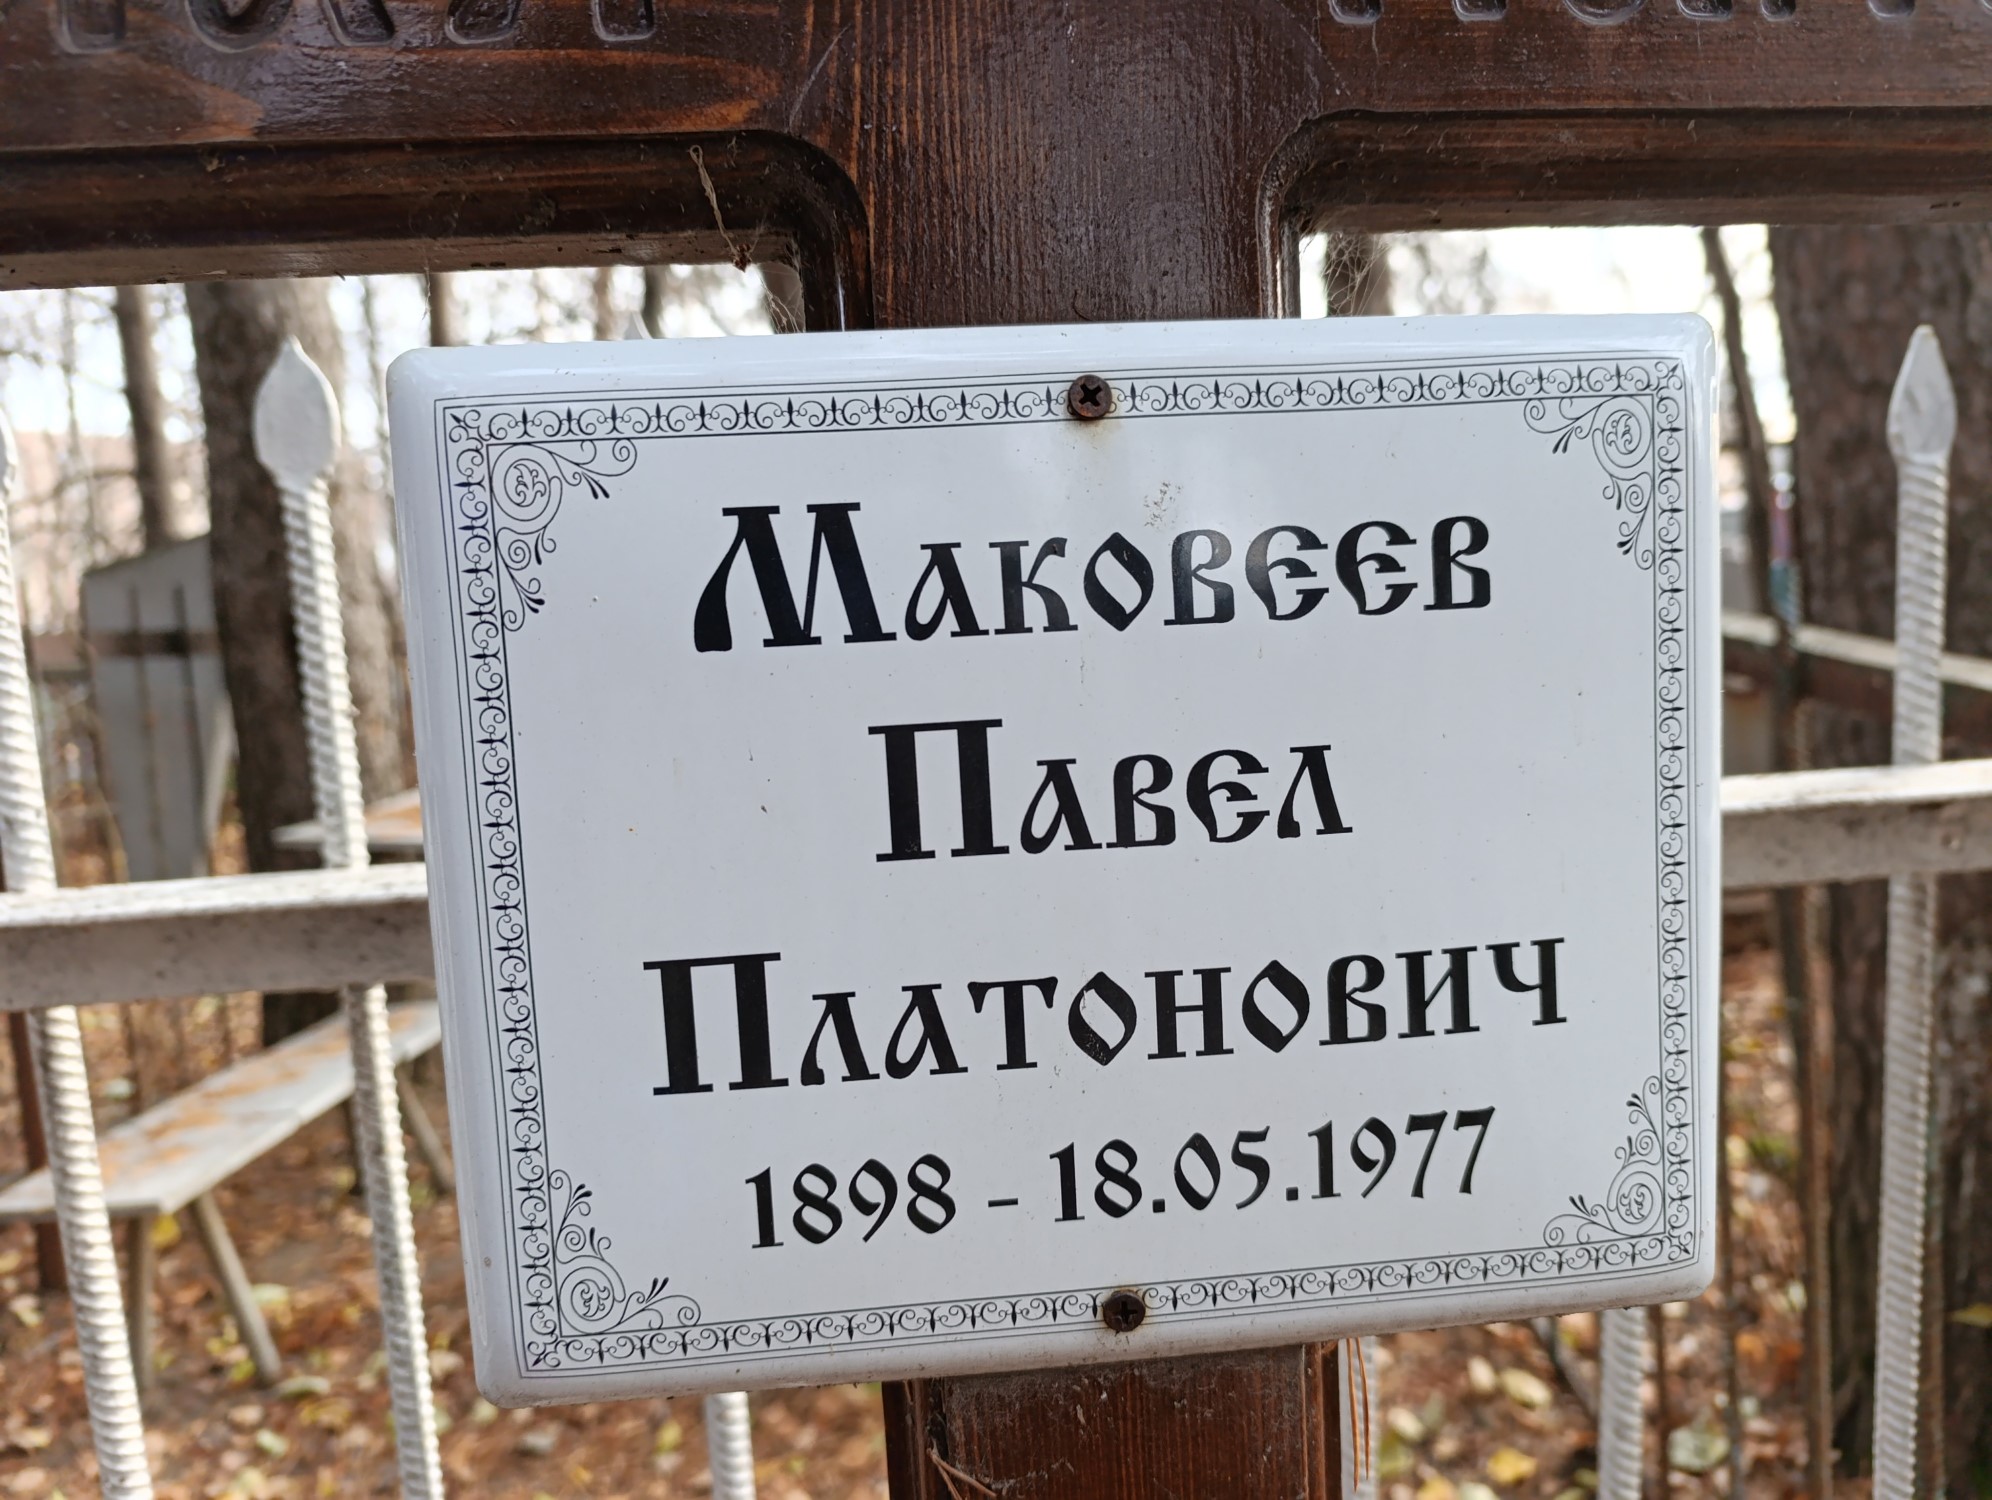 Маковеев
Павел
Платонович
1898 – 18.05.1977